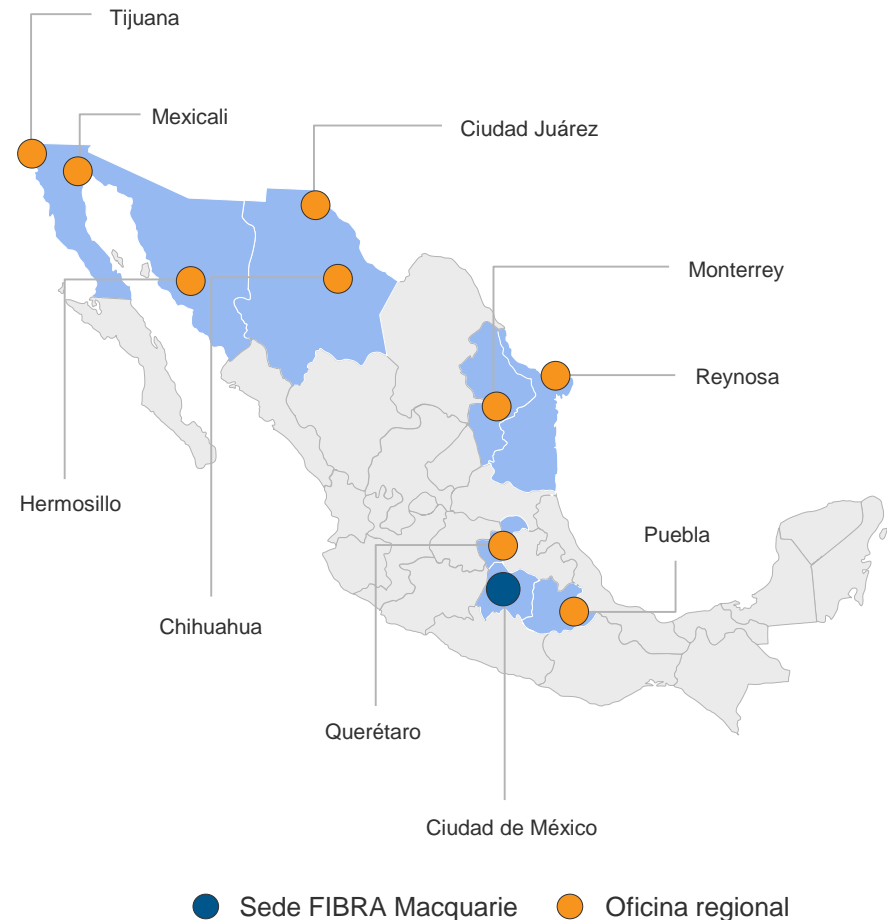 Tijuana
Mexicali
Ciudad Juárez
Monterrey
Reynosa
Hermosillo
Puebla
Chihuahua
Querétaro
Ciudad de México
Sede FIBRA Macquarie
Oficina regional